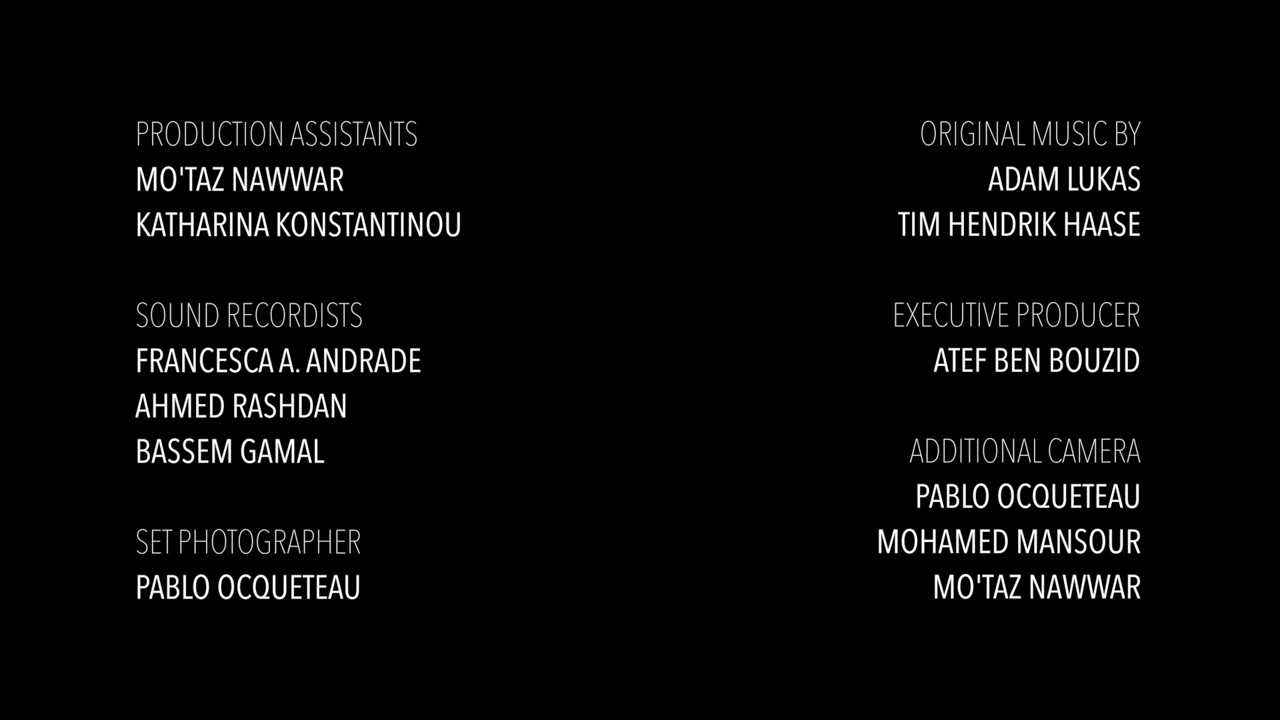 PRODUCTION ASSISTANTS
MO'TAZ NAWWAR
KATHARINA KONSTANTINOU
SOUND RECORDISTS
FRANCESCA A. ANDRADE
AHMED RASHDAN
BASSEM GAMAL
SET PHOTOGRAPHER
PABLO OCQUETEAU
ORIGINAL MUSIC BY
ADAM LUKAS
TIM HENDRIK HAASE
EXECUTIVE PRODUCER
ATEF BEN BOUZID
ADDITIONAL CAMERA
PABLO OCQUETEAU
MOHAMED MANSOUR
MO'TAZ NAWWAR